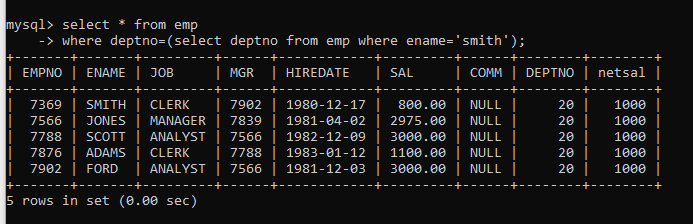 mysql> select * from emp
    -> where deptno=(select deptno from emp where ename='smith');
+-------+-------+---------+------+------------+---------+------+--------+--------+
| EMPNO | ENAME | JOB     | MGR  | HIREDATE   | SAL     | COMM | DEPTNO | netsal |
+-------+-------+---------+------+------------+---------+------+--------+--------+
|  7369 | SMITH | CLERK   | 7902 | 1980-12-17 |  800.00 | NULL |     20 |   1000 |
|  7566 | JONES | MANAGER | 7839 | 1981-04-02 | 2975.00 | NULL |     20 |   1000 |
|  7788 | SCOTT | ANALYST | 7566 | 1982-12-09 | 3000.00 | NULL |     20 |   1000 |
|  7876 | ADAMS | CLERK   | 7788 | 1983-01-12 | 1100.00 | NULL |     20 |   1000 |
|  7902 | FORD  | ANALYST | 7566 | 1981-12-03 | 3000.00 | NULL |     20 |   1000 |
+-------+-------+---------+------+------------+---------+------+--------+--------+
5 rows in set (0.00 sec)